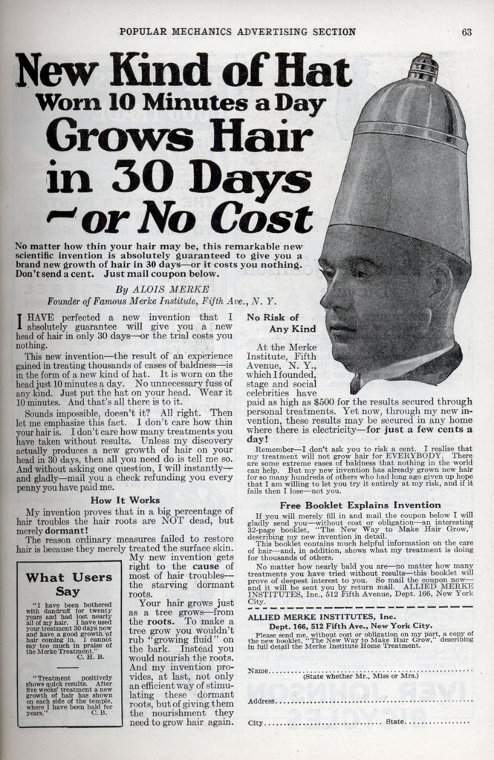 POPULAR MECHANICS ADVERTISING SECTION 63
New Kind of Hat
Worn 10 Minutes a Day
Grows Hair
in 30 Days
~or No Cost
No matter how thin your hair may be, this remarkable new
scientific invention is absolutely guaranteed to give you a
brand new growth of hair in 30 days—or it costs you nothing.
Don't send a cent. Just mail coupon below.
By ALOIS MERKE
Founder of Famous Merke Institute, Fifth Ave., N. Y.
I HAVE perfected a new invention that I
absolutely guarantee will give you a new
head of hair in only 30 days—or the trial costs you
nothing.
This new invention—the result of an experience
gained in treating thousands of cases of baldness—is
in the form of a new kind of hat. It is worn on the
head just 10 minutes a day. No unnecessary fuss of
any kind. Just put the hat on your head. Wear it
10 minutes. And that's all there is to it.
Sounds impossible, doesn't it? All right. Then
let me emphasize this fact. I don't care how thin
your hair is. I don't care how many treatments you
have taken without results. Unless my discovery
actually produces a new growth of hair on your
head in 30 days, then all you need do is tell me so.
And without asking one question, I will instantly—
and gladly—mail you a check refunding you every
penny you have paid me.
How It Works
My invention proves that in a big percentage of
hair troubles the hair roots are NOT dead, but
merely dormant!
The reason ordinary measures failed to restore
hair is because they merely treated the surface skin.
My new invention gets
right to the cause of
most of hair troubles—
the starving dormant
roots.
Your hair grows just
as a tree grows—from
the roots. To make a
tree grow you wouldn't
rub "growing fluid" on
the bark. Instead you
would nourish the roots.
And my invention pro-
vides, at last, not only
an efficient way of stimu-
lating these dormant
roots, but of giving them
the nourishment they
need to grow hair again.
What Users
Say
"I have been bothered
with dandruff for twenty
years and had lost nearly
all of my hair. I have used
your treatment 30 days now
and have a good growth of
hair coming in. I cannot
say too much in praise of
the Merke Treatment."
C. H. B.
"Treatment positively
shows quick results. After
five weeks' treatment a new
growth of hair has shown
on each side of the temple,
where I have been bald for
years." C. B.
No Risk of
Any Kind
At the Merke
Institute, Fifth
Avenue, N. Y.,
which I founded,
stage and social
celebrities have
paid as high as $500 for the results secured through
personal treatments. Yet now, through my new in-
vention, these results may be secured in any home
where there is electricity—for just a few cents a
day!
Remember—I don't ask you to risk a cent. I realize that
my treatment will not grow hair for EVERYBODY. There
are some extreme cases of baldness that nothing in the world
can help. But my new invention has already grown new hair
for so many hundreds of others who had long ago given up hope
that I am willing to let you try it entirely at my risk, and if it
fails then I lose—not you.
Free Booklet Explains Invention
If you will merely fill in and mail the coupon below I will
gladly send you—without cost or obligation—an interesting
32-page booklet, "The New Way to Make Hair Grow,"
describing my new invention in detail.
This booklet contains much helpful information on the care
of hair—and, in addition, shows what my treatment is doing
for thousands of others.
No matter how nearly bald you are—no matter how many
treatments you have tried without results—this booklet will
prove of deepest interest to you. So mail the coupon now—
and it will be sent you by return mail. ALLIED MERKE
INSTITUTES, Inc., 512 Fifth Avenue, Dept. 166, New York
City.
ALLIED MERKE INSTITUTES, Inc.
Dept. 166, 512 Fifth Ave., New York City.
Please send me, without cost or obligation on my part, a copy of
the new booklet, "The New Way to Make Hair Grow," describing
in full detail the Merke Institute Home Treatment.
Name
(State whether Mr., Miss or Mrs.)
Address
City State